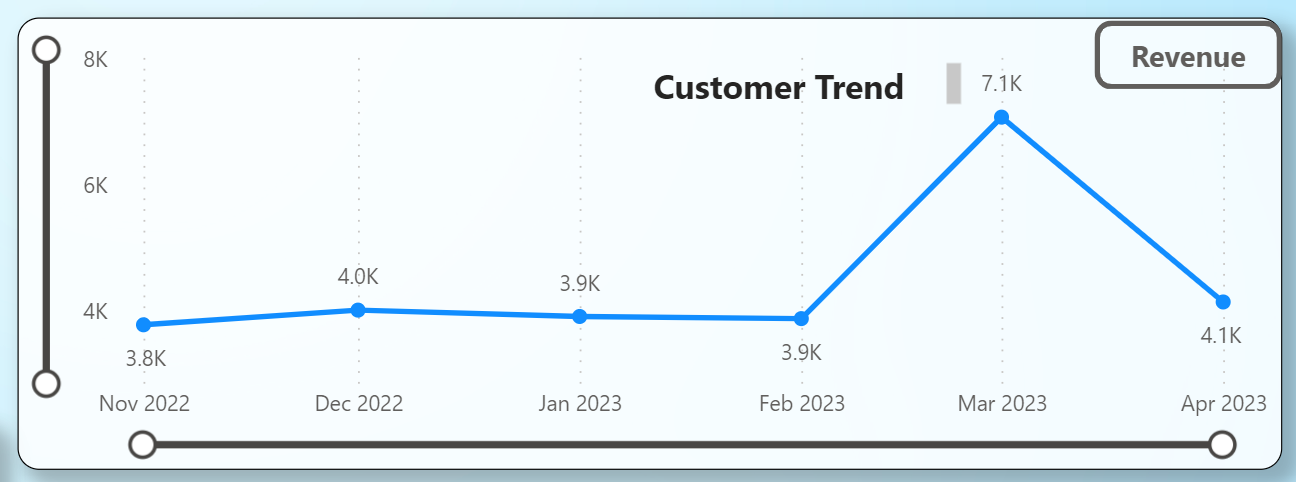 Revenue
Customer Trend
8K
6K
4K
3.8K
4.0K
3.9K
3.9K
7.1K
4.1K
Nov 2022
Dec 2022
Jan 2023
Feb 2023
Mar 2023
Apr 2023